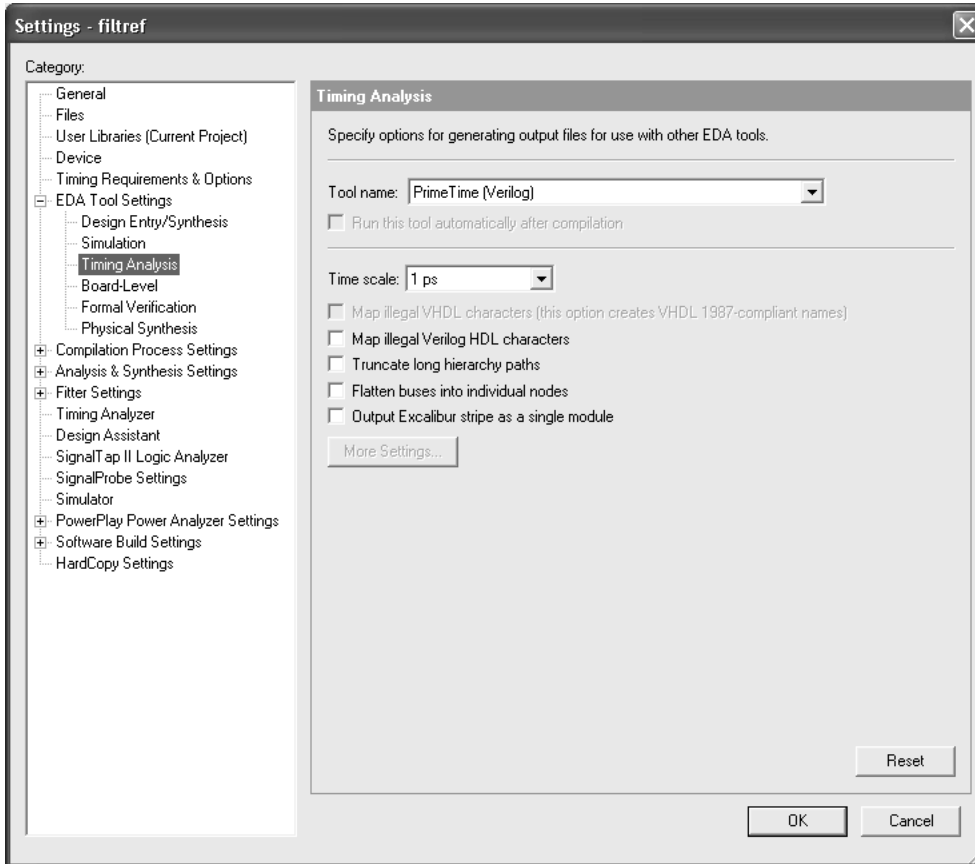 Settings - filtref
Category:
General
Files
User Libraries (Current Project)
Device
Timing Requirements & Options
EDA Tool Settings
Design Entry/Synthesis
Simulation
Timing Analysis
Board-Level
Formal Verification
Physical Synthesis
Compilation Process Settings
Analysis & Synthesis Settings
Fitter Settings
Timing Analyzer
Design Assistant
SignalTap II Logic Analyzer
SignalProbe Settings
Simulator
PowerPlay Power Analyzer Settings
Software Build Settings
HardCopy Settings
Timing Analysis
Specify options for generating output files for use with other EDA tools.
Tool name: PrimeTime (Verilog)
Run this tool automatically after compilation
Time scale: 1 ps
Map illegal VHDL characters (this option creates VHDL 1987-compliant names)
Map illegal Verilog HDL characters
Truncate long hierarchy paths
Flatten buses into individual nodes
Output Excalibur stripe as a single module
More Settings...
Reset
OK Cancel